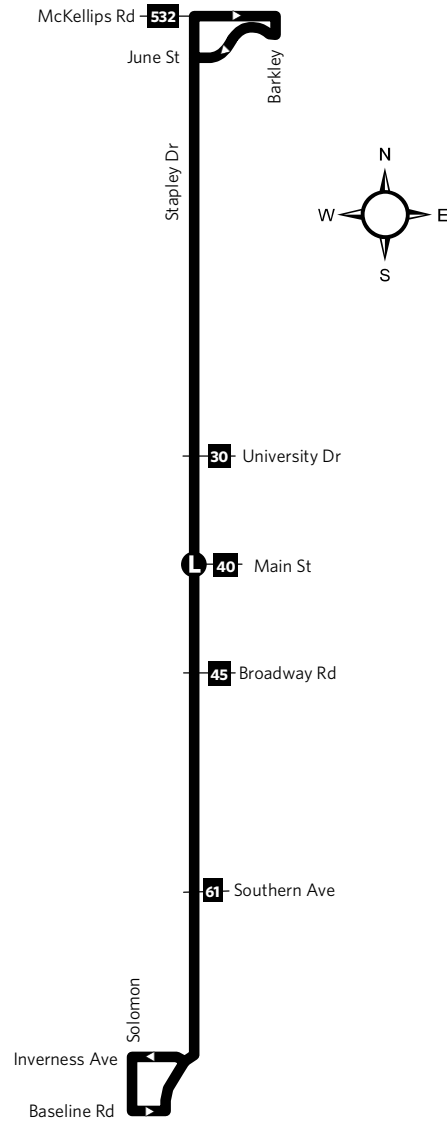 McKellips Rd 532
June St
Barkley
Stapley Dr
N
W E
S
30 University Dr
L 40 Main St
45 Broadway Rd
61 Southern Ave
Solomon
Inverness Ave
Baseline Rd